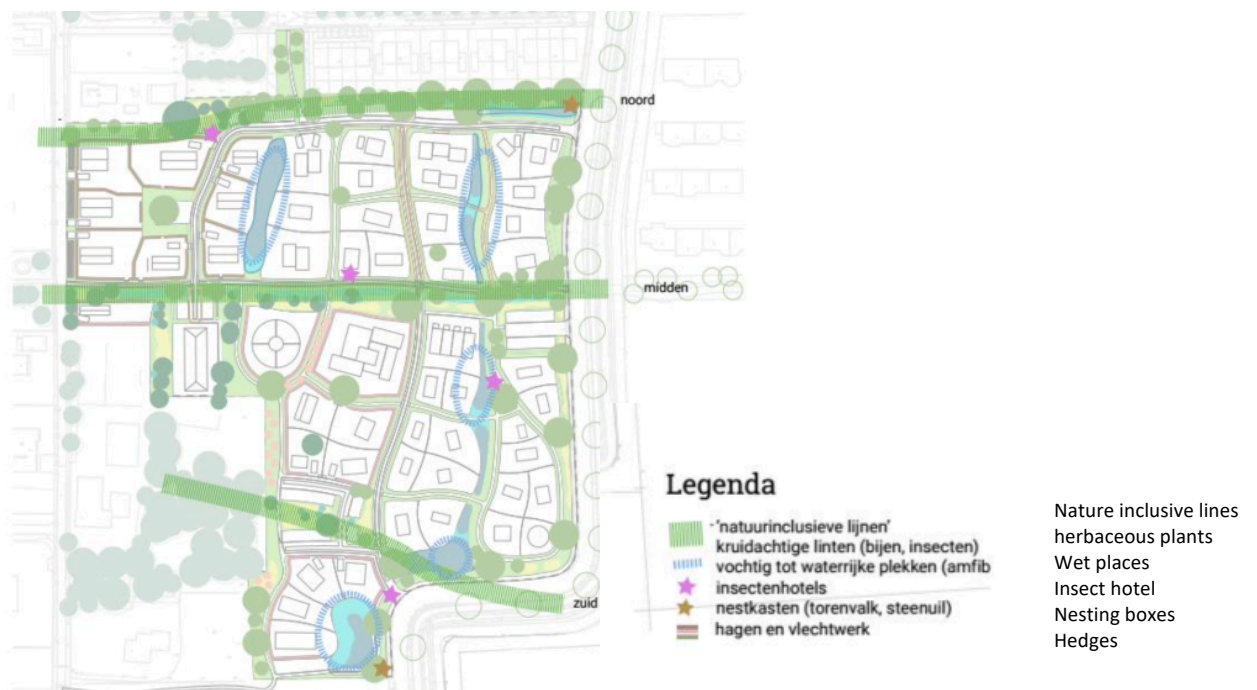 noord
midden
zuid
Legenda
'natuurinclusieve lijnen'
kruidachtige linten (bijen, insecten)
vochtig tot waterrijke plekken (amfib
insectenhotels
nestkasten (torenvalk, steenuil)
hagen en vlechtwerk
Nature inclusive lines
herbaceous plants
Wet places
Insect hotel
Nesting boxes
Hedges